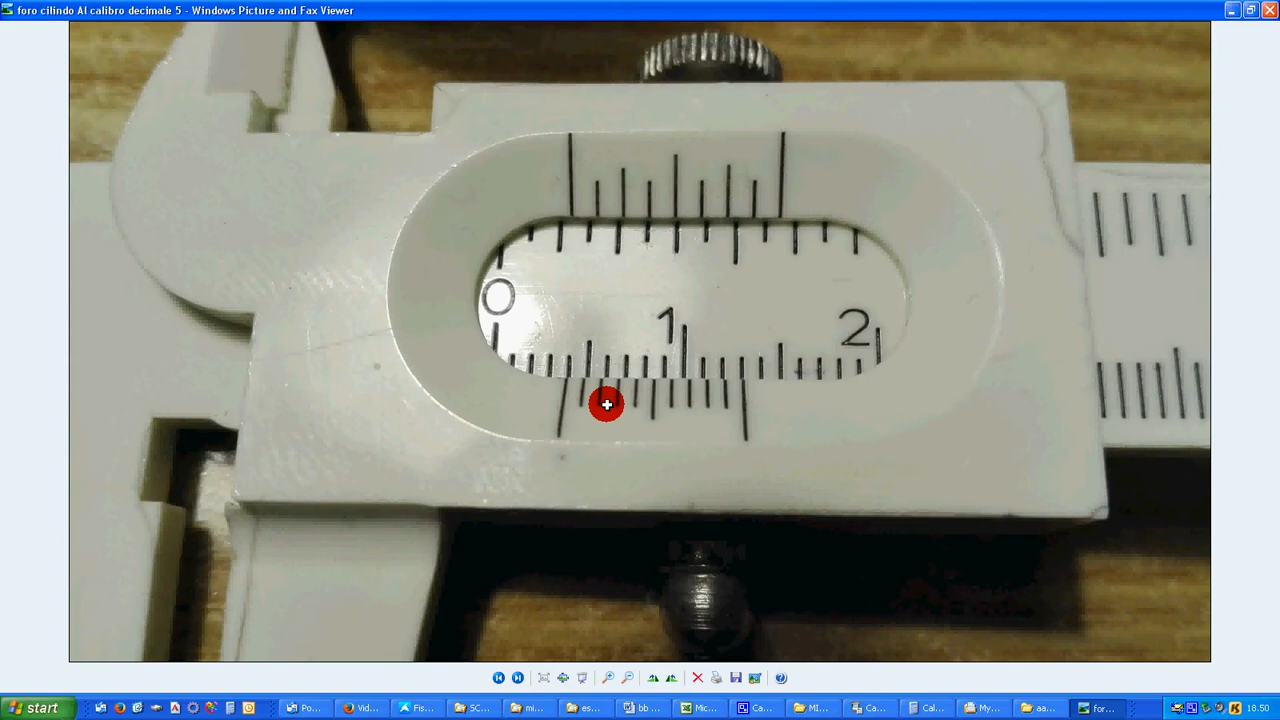 foro cilindo Al calibro decimale 5 - Windows Picture and Fax Viewer
0
1
2
start
Po...
Vid...
Fis...
SC...
mi...
es...
bb ...
Mic...
Ca...
MI...
Ca...
Cal...
My...
aa...
for...
18.50